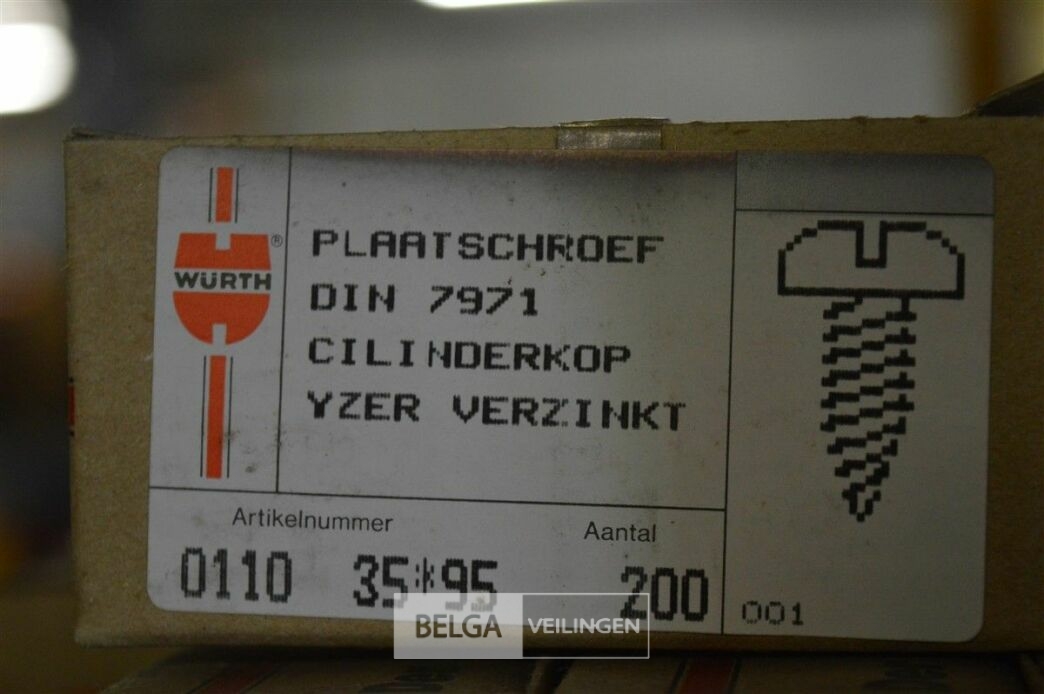 WÜRTH®
PLAATSCHROEF
DIN 7971
CILINDERKOP
YZER VERZINKT
Artikelnummer
Aantal
0110 35*95
200
001
BELGA VEILINGEN